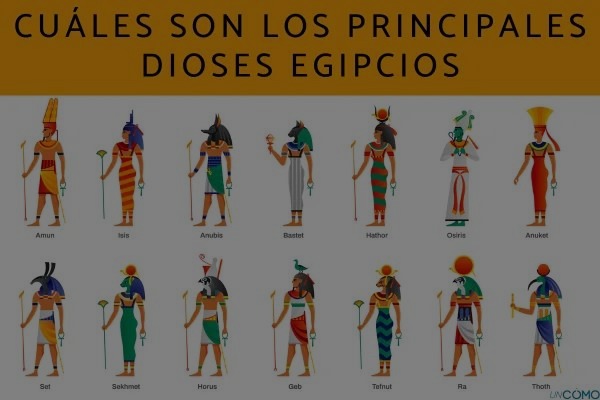 CUÁLES SON LOS PRINCIPALES
DIOSES EGIPCIOS
Amun Isis Anubis Bastet Hathor Osiris Anuket
Set Sekhmet Horus Geb Tefnut Ra Thoth
UNCOMO